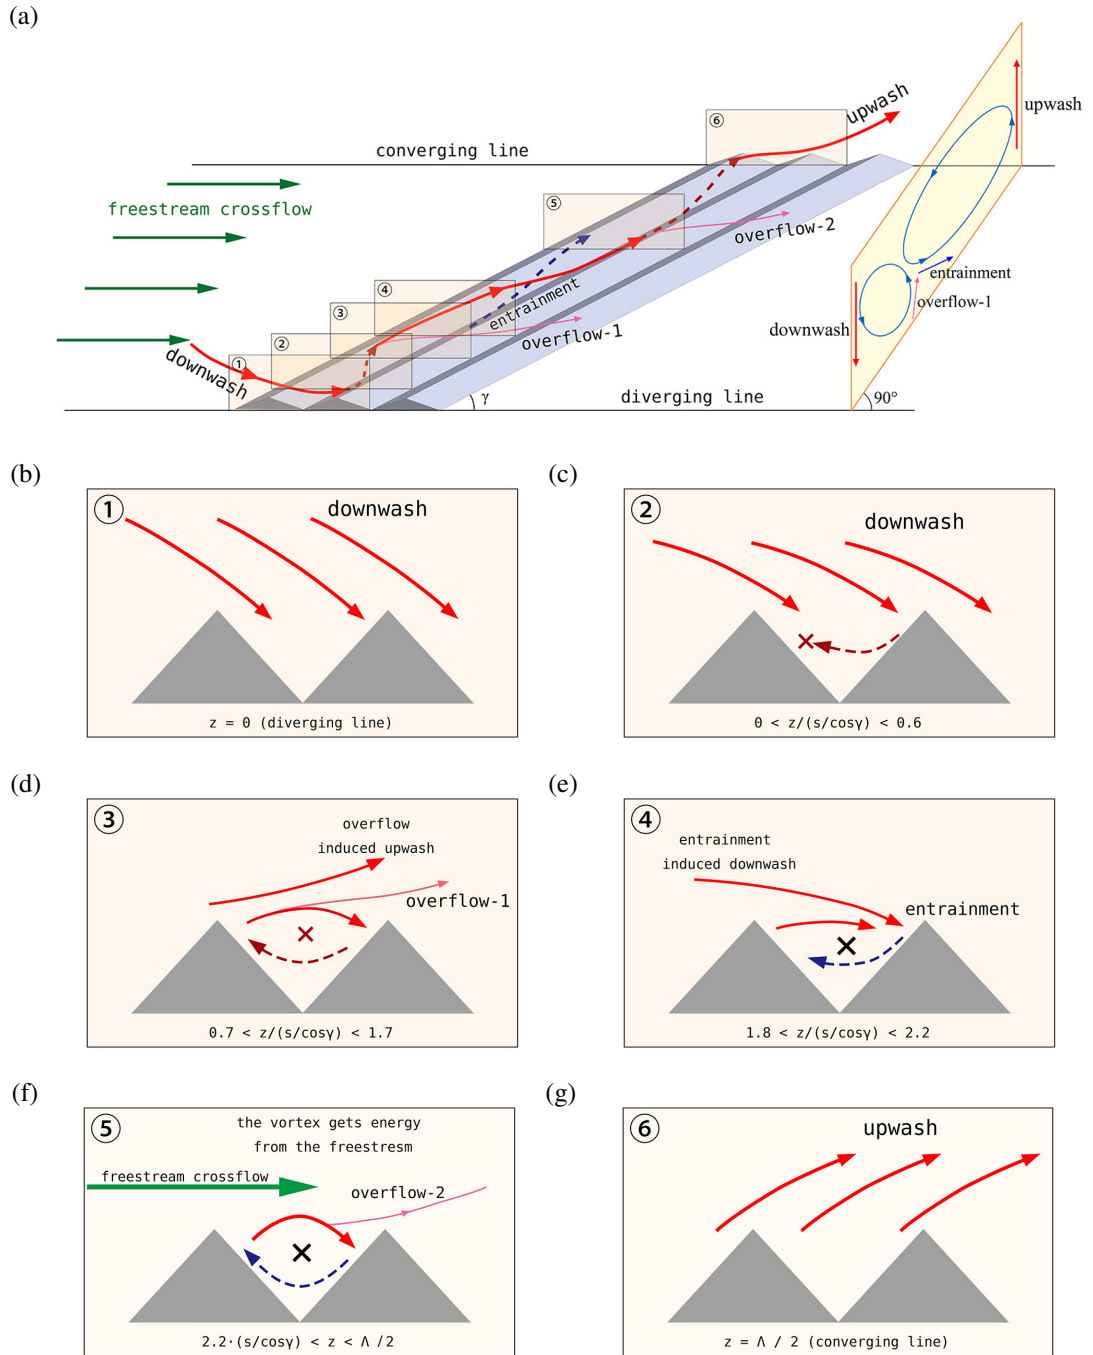 (a)
⑥
upwash
upwash
converging line
freestream crossflow
⑤
overflow-2
④
entrainment
entrainment
③
overflow-1
overflow-1
②
downwash
①
downwash
γ
diverging line
90°
(b)
①
downwash
z = 0 (diverging line)
(c)
②
downwash
0 < z/(s/cosγ) < 0.6
(d)
③
overflow
induced upwash
overflow-1
0.7 < z/(s/cosγ) < 1.7
(e)
④
entrainment
induced downwash
entrainment
1.8 < z/(s/cosγ) < 2.2
(f)
⑤
the vortex gets energy
from the freestresm
freestream crossflow
overflow-2
2.2·(s/cosγ) < z < Λ /2
(g)
⑥
upwash
z = Λ / 2 (converging line)